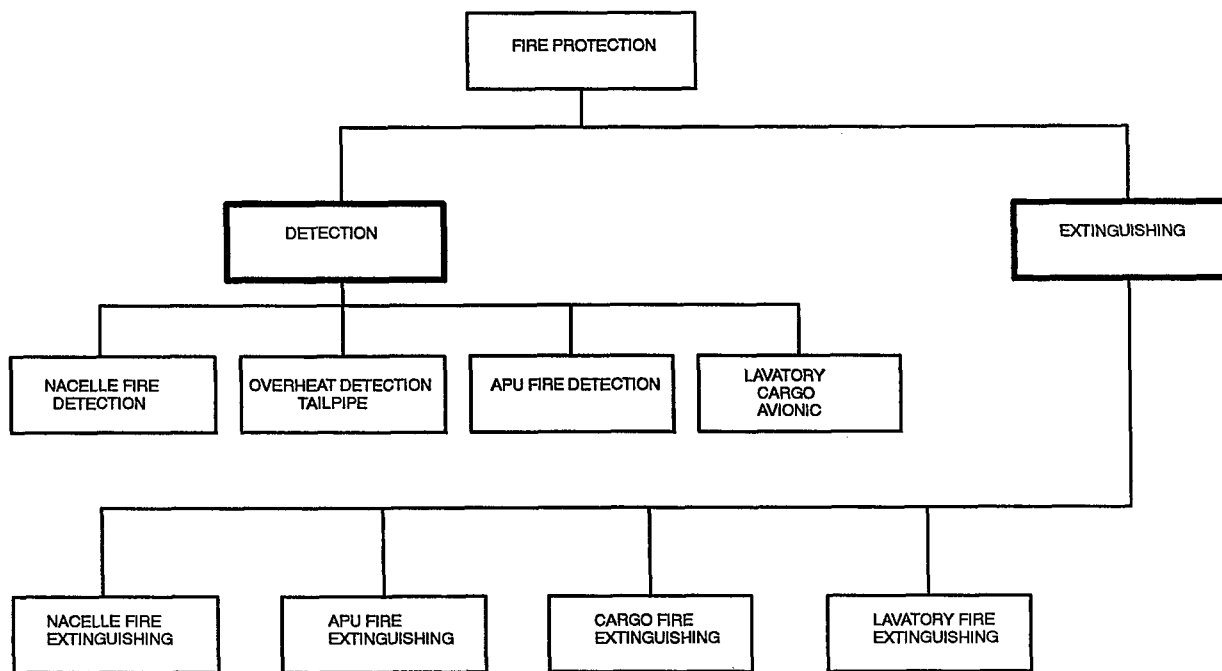 FIRE PROTECTION
DETECTION
EXTINGUISHING
NACELLE FIRE
DETECTION
OVERHEAT DETECTION
TAILPIPE
APU FIRE DETECTION
LAVATORY
CARGO
AVIONIC
NACELLE FIRE
EXTINGUISHING
APU FIRE
EXTINGUISHING
CARGO FIRE
EXTINGUISHING
LAVATORY FIRE
EXTINGUISHING